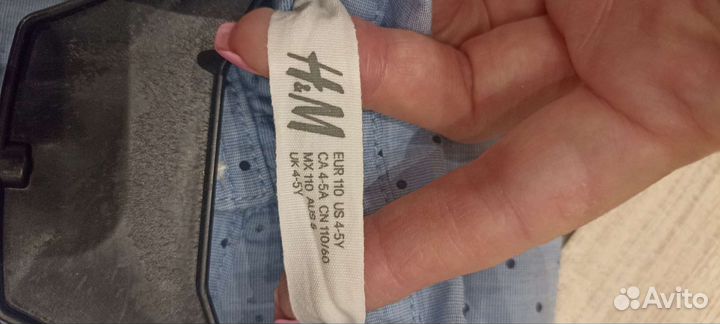 H&M
EUR 110 US 4-5Y
CA 4-5A CN 110/60
MX 110 AUS 5
UK 4-5Y
Avito